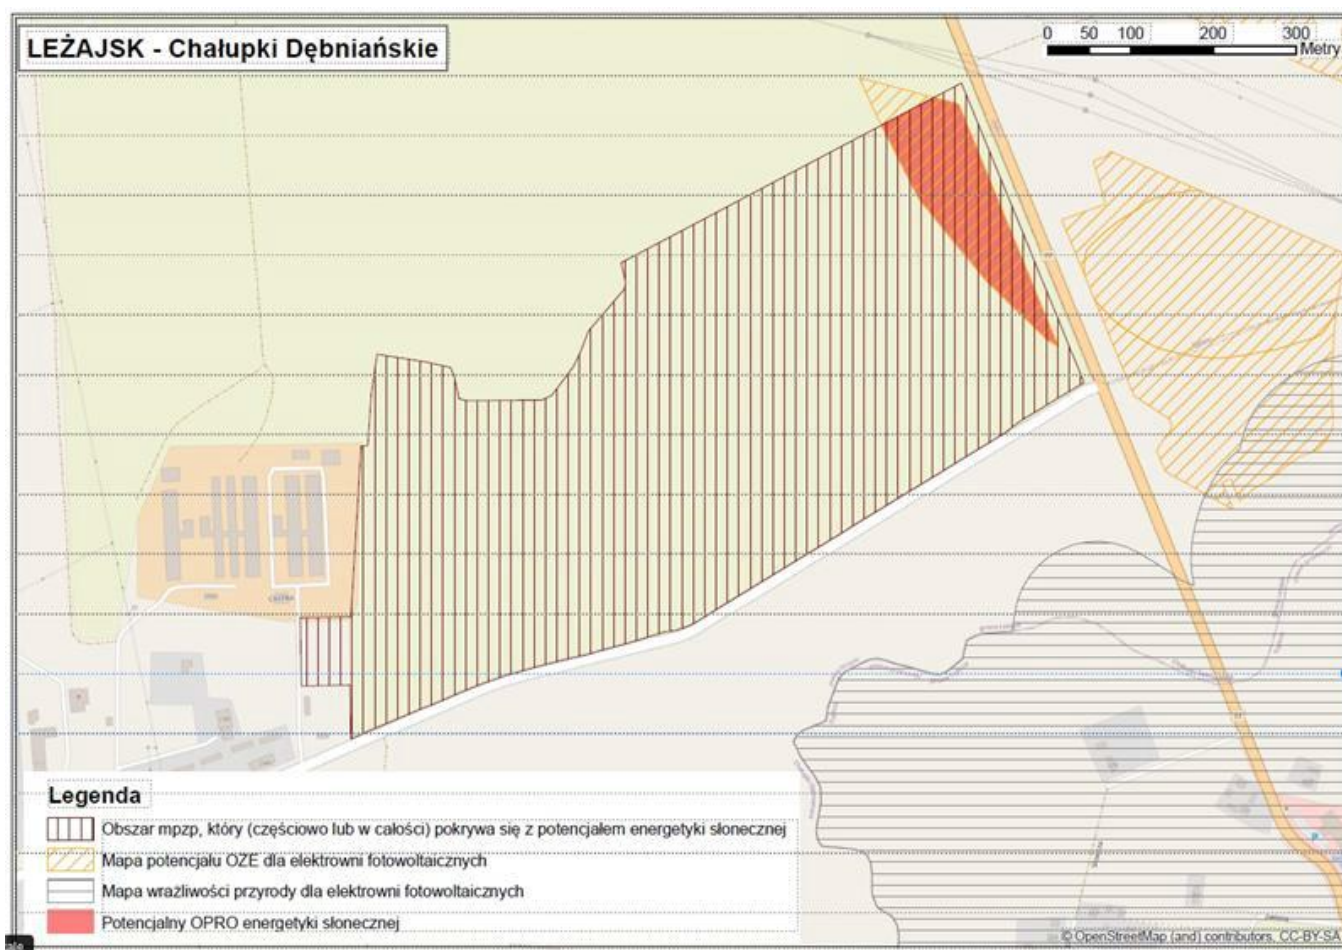 LEŻAJSK - Chałupki Dębniańskie
0 50 100 200 300
Metry
Legenda
Obszar mpzp, który (częściowo lub w całości) pokrywa się z potencjałem energetyki słonecznej
Mapa potencjału OZE dla elektrowni fotowoltaicznych
Mapa wrażliwości przyrody dla elektrowni fotowoltaicznych
Potencjalny OPRO energetyki słonecznej
© OpenStreetMap (and) contributors, CC-BY-SA